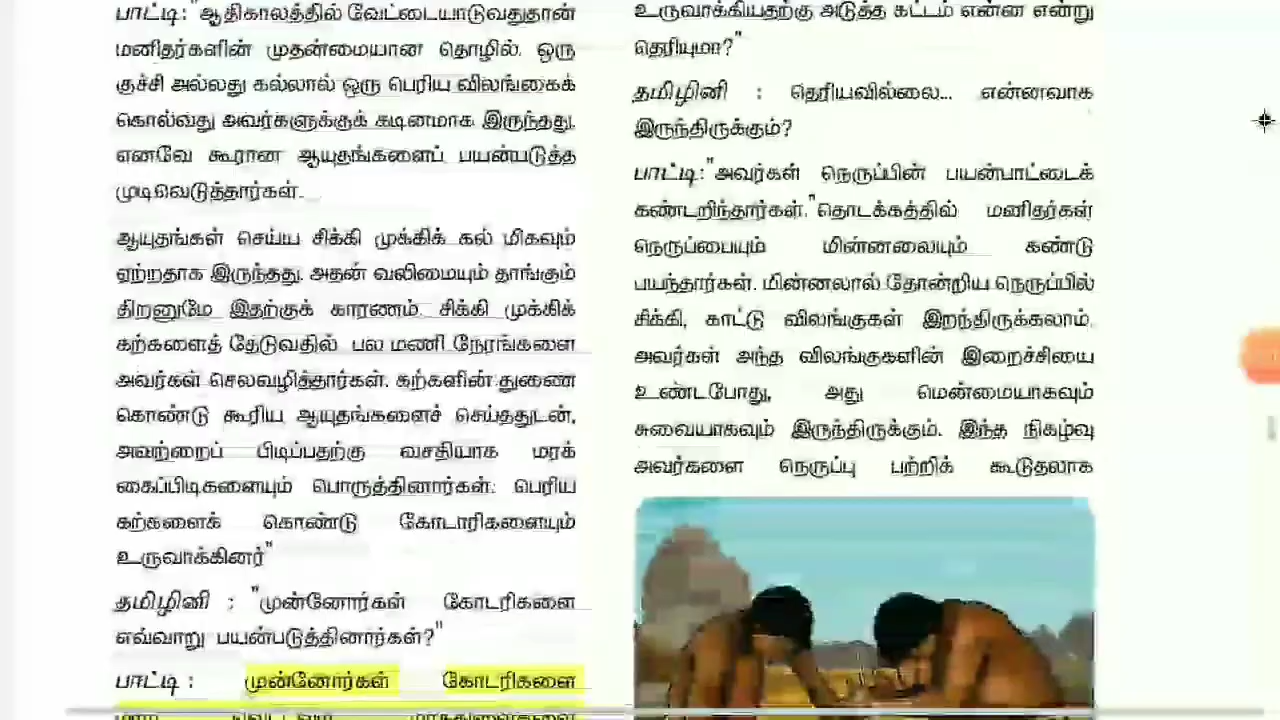 பாட்டி: "ஆதிகாலத்தில் வேட்டையாடுவதுதான்
மனிதர்களின் முதன்மையான தொழில். ஒரு
குச்சி அல்லது கல்லால் ஒரு பெரிய விலங்கைக்
கொல்வது அவர்களுக்குக் கடினமாக இருந்தது.
எனவே கூரான ஆயுதங்களைப் பயன்படுத்த
முடிவெடுத்தார்கள்.
ஆயுதங்கள் செய்ய சிக்கி முக்கிக் கல் மிகவும்
ஏற்றதாக இருந்தது. அதன் வலிமையும் தாங்கும்
திறனுமே இதற்குக் காரணம். சிக்கி முக்கிக்
கற்களைத் தேடுவதில் பல மணி நேரங்களை
அவர்கள் செலவழித்தார்கள். கற்களின் துணை
கொண்டு கூரிய ஆயுதங்களைச் செய்ததுடன்,
அவற்றைப் பிடிப்பதற்கு வசதியாக மரக்
கைப்பிடிகளையும் பொருத்தினார்கள். பெரிய
கற்களைக் கொண்டு கோடாரிகளையும்
உருவாக்கினர்"
தமிழினி : "முன்னோர்கள் கோடரிகளை
எவ்வாறு பயன்படுத்தினார்கள்?"
பாட்டி : முன்னோர்கள் கோடரிகளை
உருவாக்கியதற்கு அடுத்த கட்டம் என்ன என்று
தெரியுமா?"
தமிழினி : தெரியவில்லை... என்னவாக
இருந்திருக்கும்?
பாட்டி: "அவர்கள் நெருப்பின் பயன்பாட்டைக்
கண்டறிந்தார்கள்."தொடக்கத்தில் மனிதர்கள்
நெருப்பையும் மின்னலையும் கண்டு
பயந்தார்கள். மின்னலால் தோன்றிய நெருப்பில்
சிக்கி, காட்டு விலங்குகள் இறந்திருக்கலாம்.
அவர்கள் அந்த விலங்குகளின் இறைச்சியை
உண்டபோது, அது மென்மையாகவும்
சுவையாகவும் இருந்திருக்கும். இந்த நிகழ்வு
அவர்களை நெருப்பு பற்றிக் கூடுதலாக